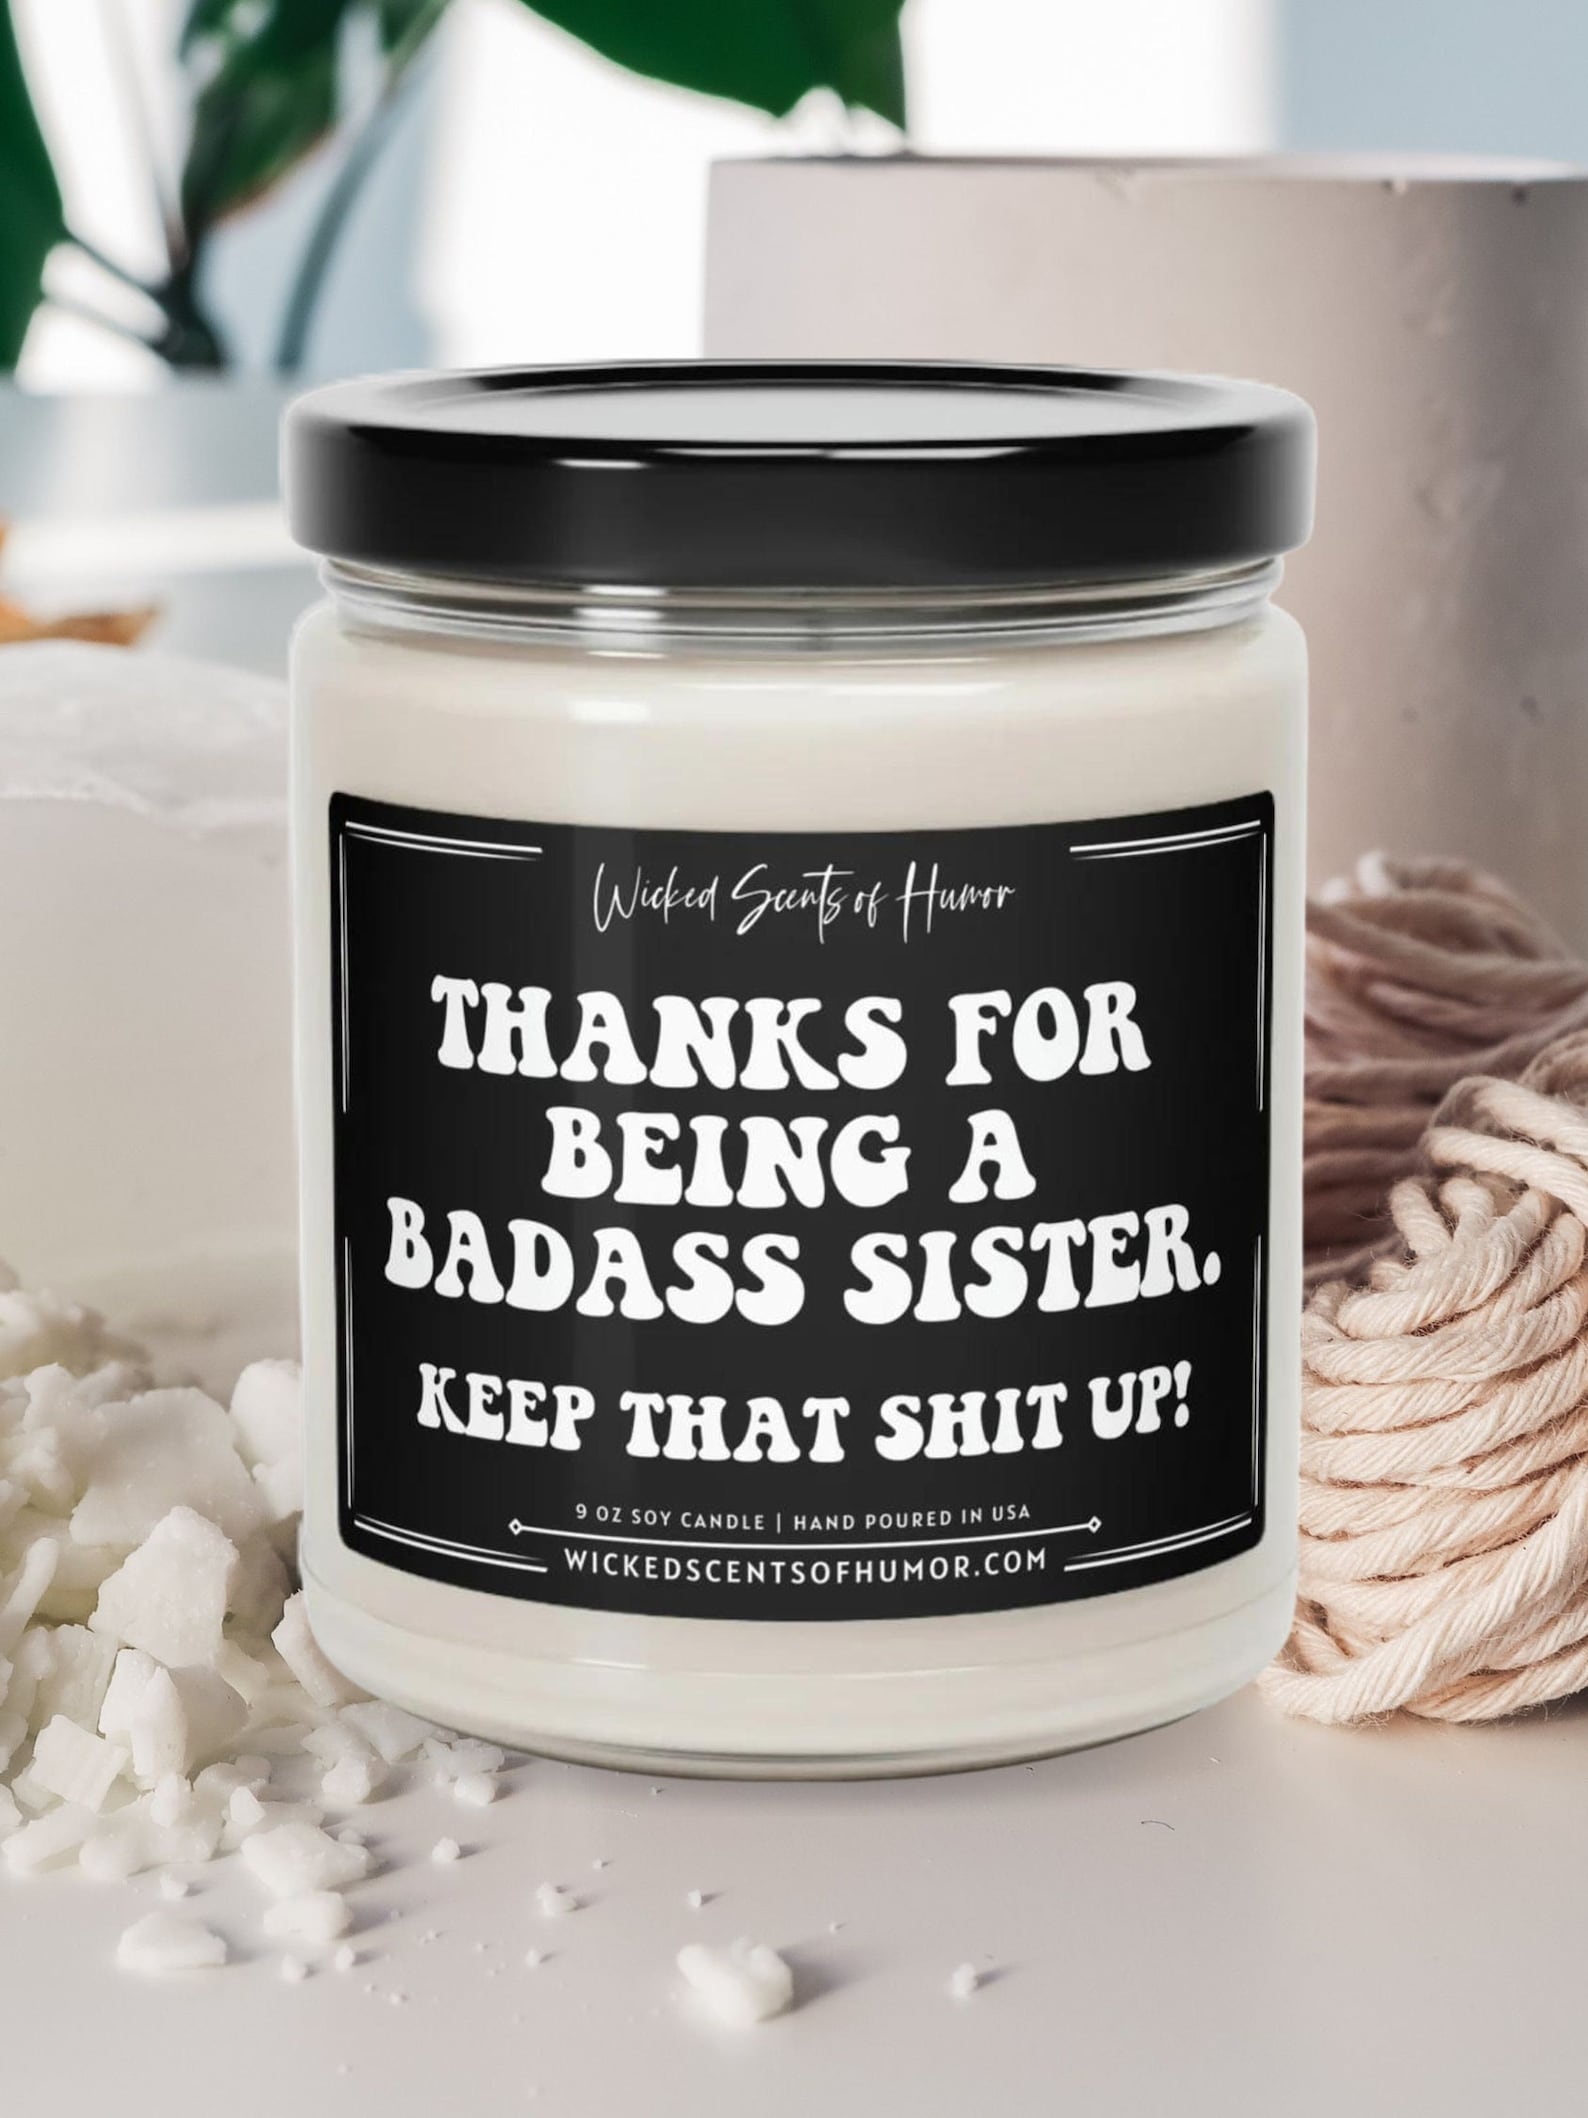 Wicked Scents of Humor
THANKS FOR
BEING A
BADASS SISTER.
KEEP THAT SHIT UP!
9 OZ SOY CANDLE | HAND POURED IN USA
WICKEDSCENTSOFHUMOR.COM